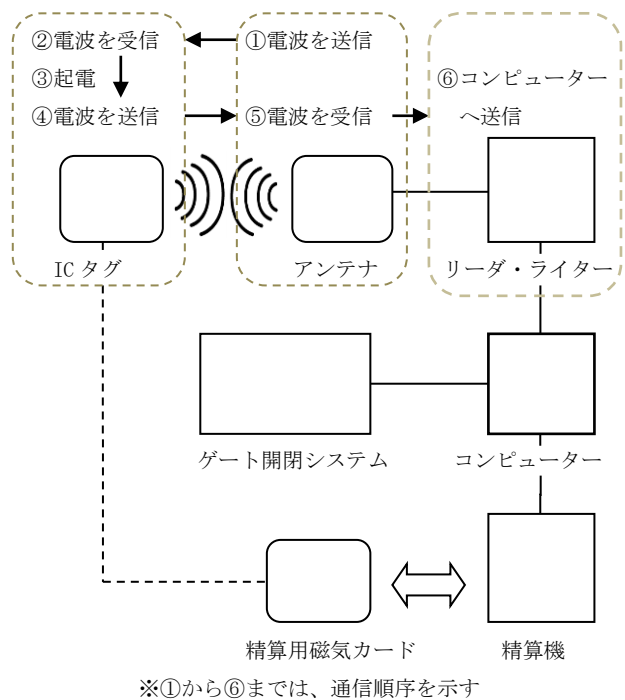 ②電波を受信
①電波を送信
③起電
⑥コンピューター
④電波を送信
⑤電波を受信
へ送信
ICタグ
アンテナ
リーダ・ライター
ゲート開閉システム
コンピューター
精算用磁気カード
精算機
※①から⑥までは、通信順序を示す